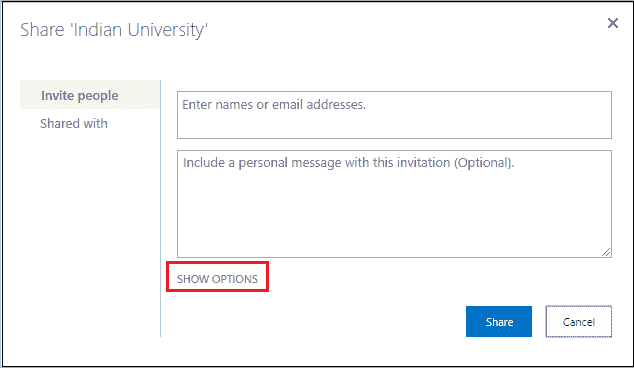 Share 'Indian University'
Invite people
Shared with
Enter names or email addresses.
Include a personal message with this invitation (Optional).
SHOW OPTIONS
Share
Cancel